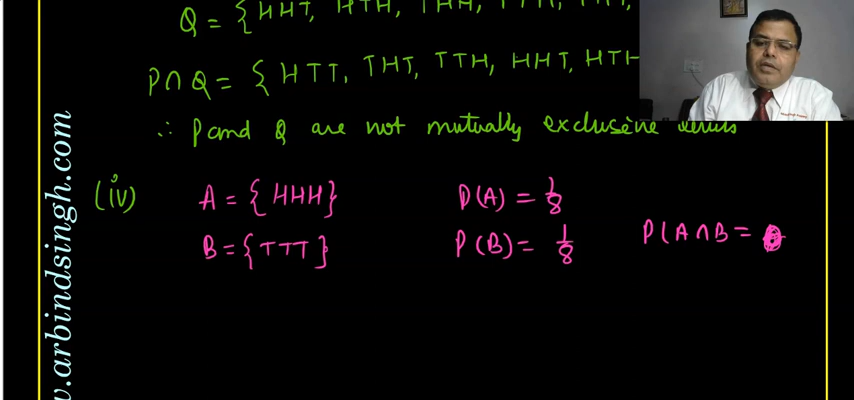 Q = {HHT, HTH, THH,
P∩Q = {HTT, THT, TTH, HHT, HTH
∴ P and Q are not mutually exclusive
(iv) A = {HHH} P(A) = 1/8
B = {TTT} P(B) = 1/8 P(A∩B =
w.arbindsingh.com